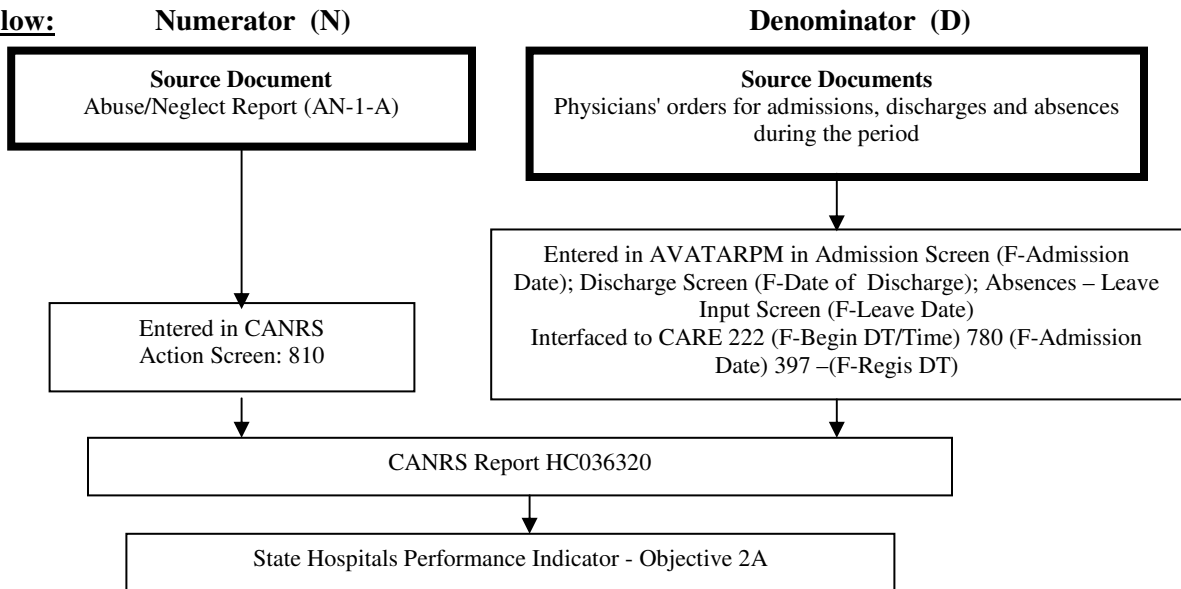 low: Numerator (N) Denominator (D)
Source Document
Abuse/Neglect Report (AN-1-A)
Source Documents
Physicians' orders for admissions, discharges and absences
during the period
Entered in CANRS
Action Screen: 810
Entered in AVATARPM in Admission Screen (F-Admission
Date); Discharge Screen (F-Date of Discharge); Absences – Leave
Input Screen (F-Leave Date)
Interfaced to CARE 222 (F-Begin DT/Time) 780 (F-Admission
Date) 397 –(F-Regis DT)
CANRS Report HC036320
State Hospitals Performance Indicator - Objective 2A